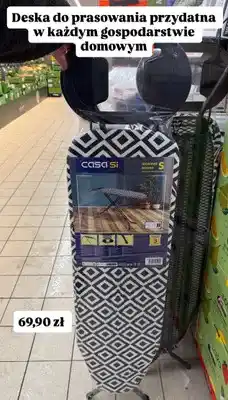 Deska do prasowania przydatna
w każdym gospodarstwie
domowym
casa si
S
69,90 zł